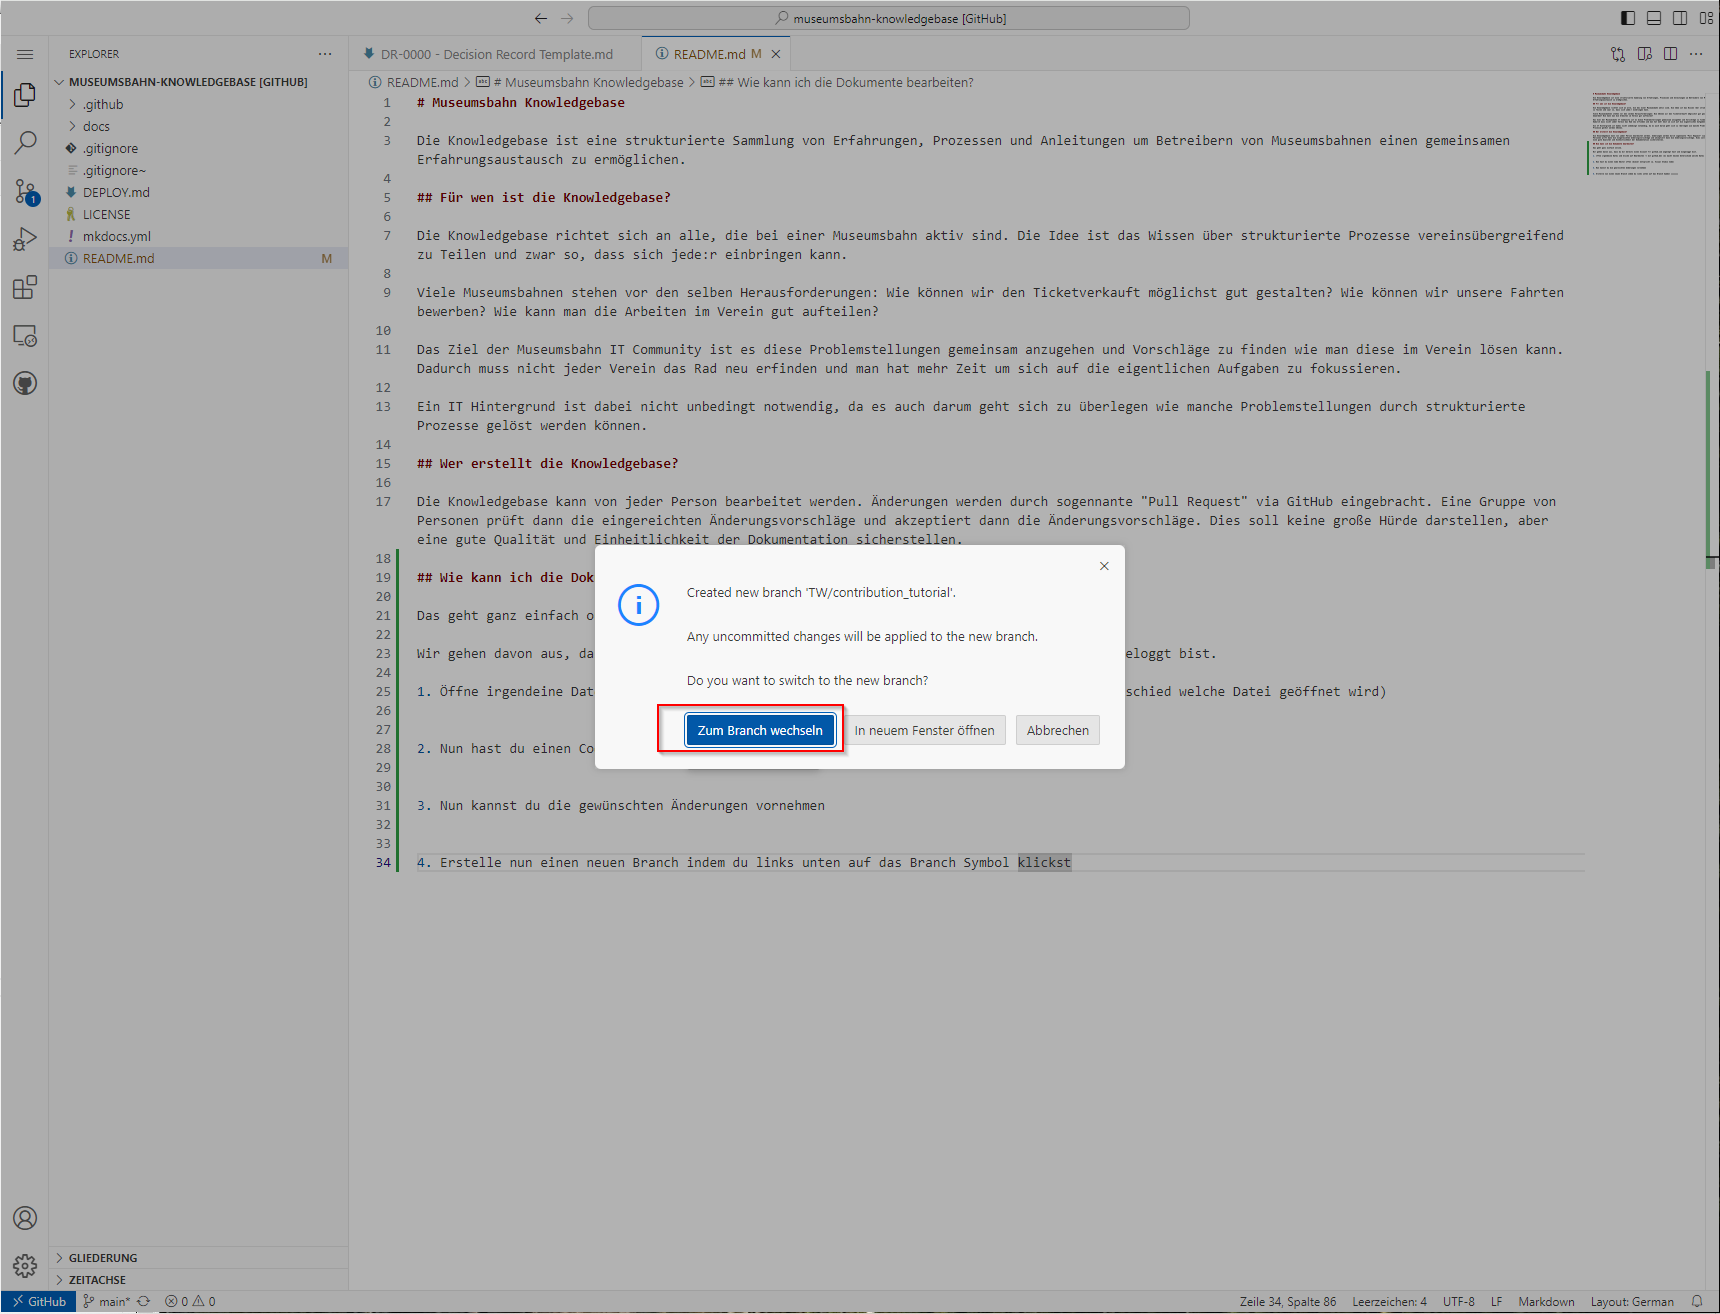 museumsbahn-knowledgebase [GitHub]
EXPLORER
MUSEUMSBAHN-KNOWLEDGEBASE [GITHUB]
.github
docs
.gitignore
.gitignore~
DEPLOY.md
LICENSE
mkdocs.yml
README.md M
DR-0000 - Decision Record Template.md
README.md M
README.md > # Museumsbahn Knowledgebase > ## Wie kann ich die Dokumente bearbeiten?
1 # Museumsbahn Knowledgebase
2
3 Die Knowledgebase ist eine strukturierte Sammlung von Erfahrungen, Prozessen und Anleitungen um Betreibern von Museumsbahnen einen gemeinsamen
Erfahrungsaustausch zu ermöglichen.
4
5 ## Für wen ist die Knowledgebase?
6
7 Die Knowledgebase richtet sich an alle, die bei einer Museumsbahn aktiv sind. Die Idee ist das Wissen über strukturierte Prozesse vereinsübergreifend
zu Teilen und zwar so, dass sich jede:r einbringen kann.
8
9 Viele Museumsbahnen stehen vor den selben Herausforderungen: Wie können wir den Ticketverkauft möglichst gut gestalten? Wie können wir unsere Fahrten
bewerben? Wie kann man die Arbeiten im Verein gut aufteilen?
10
11 Das Ziel der Museumsbahn IT Community ist es diese Problemstellungen gemeinsam anzugehen und Vorschläge zu finden wie man diese im Verein lösen kann.
Dadurch muss nicht jeder Verein das Rad neu erfinden und man hat mehr Zeit um sich auf die eigentlichen Aufgaben zu fokussieren.
12
13 Ein IT Hintergrund ist dabei nicht unbedingt notwendig, da es auch darum geht sich zu überlegen wie manche Problemstellungen durch strukturierte
Prozesse gelöst werden können.
14
15 ## Wer erstellt die Knowledgebase?
16
17 Die Knowledgebase kann von jeder Person bearbeitet werden. Änderungen werden durch sogennante "Pull Request" via GitHub eingebracht. Eine Gruppe von
Personen prüft dann die eingereichten Änderungsvorschläge und akzeptiert dann die Änderungsvorschläge. Dies soll keine große Hürde darstellen, aber
eine gute Qualität und Einheitlichkeit der Dokumentation sicherstellen.
18
19 ## Wie kann ich die Dok
20
21 Das geht ganz einfach o
22
23 Wir gehen davon aus, da eloggt bist.
24
25 1. Öffne irgendeine Dat schied welche Datei geöffnet wird)
26
27
28 2. Nun hast du einen Co
29
30
31 3. Nun kannst du die gewünschten Änderungen vornehmen
32
33
34 4. Erstelle nun einen neuen Branch indem du links unten auf das Branch Symbol klickst
Created new branch 'TW/contribution_tutorial'.
Any uncommitted changes will be applied to the new branch.
Do you want to switch to the new branch?
Zum Branch wechseln
In neuem Fenster öffnen
Abbrechen
1
GLIEDERUNG
ZEITACHSE
GitHub main* 0 0 Zeile 34, Spalte 86 Leerzeichen: 4 UTF-8 LF Markdown Layout: German